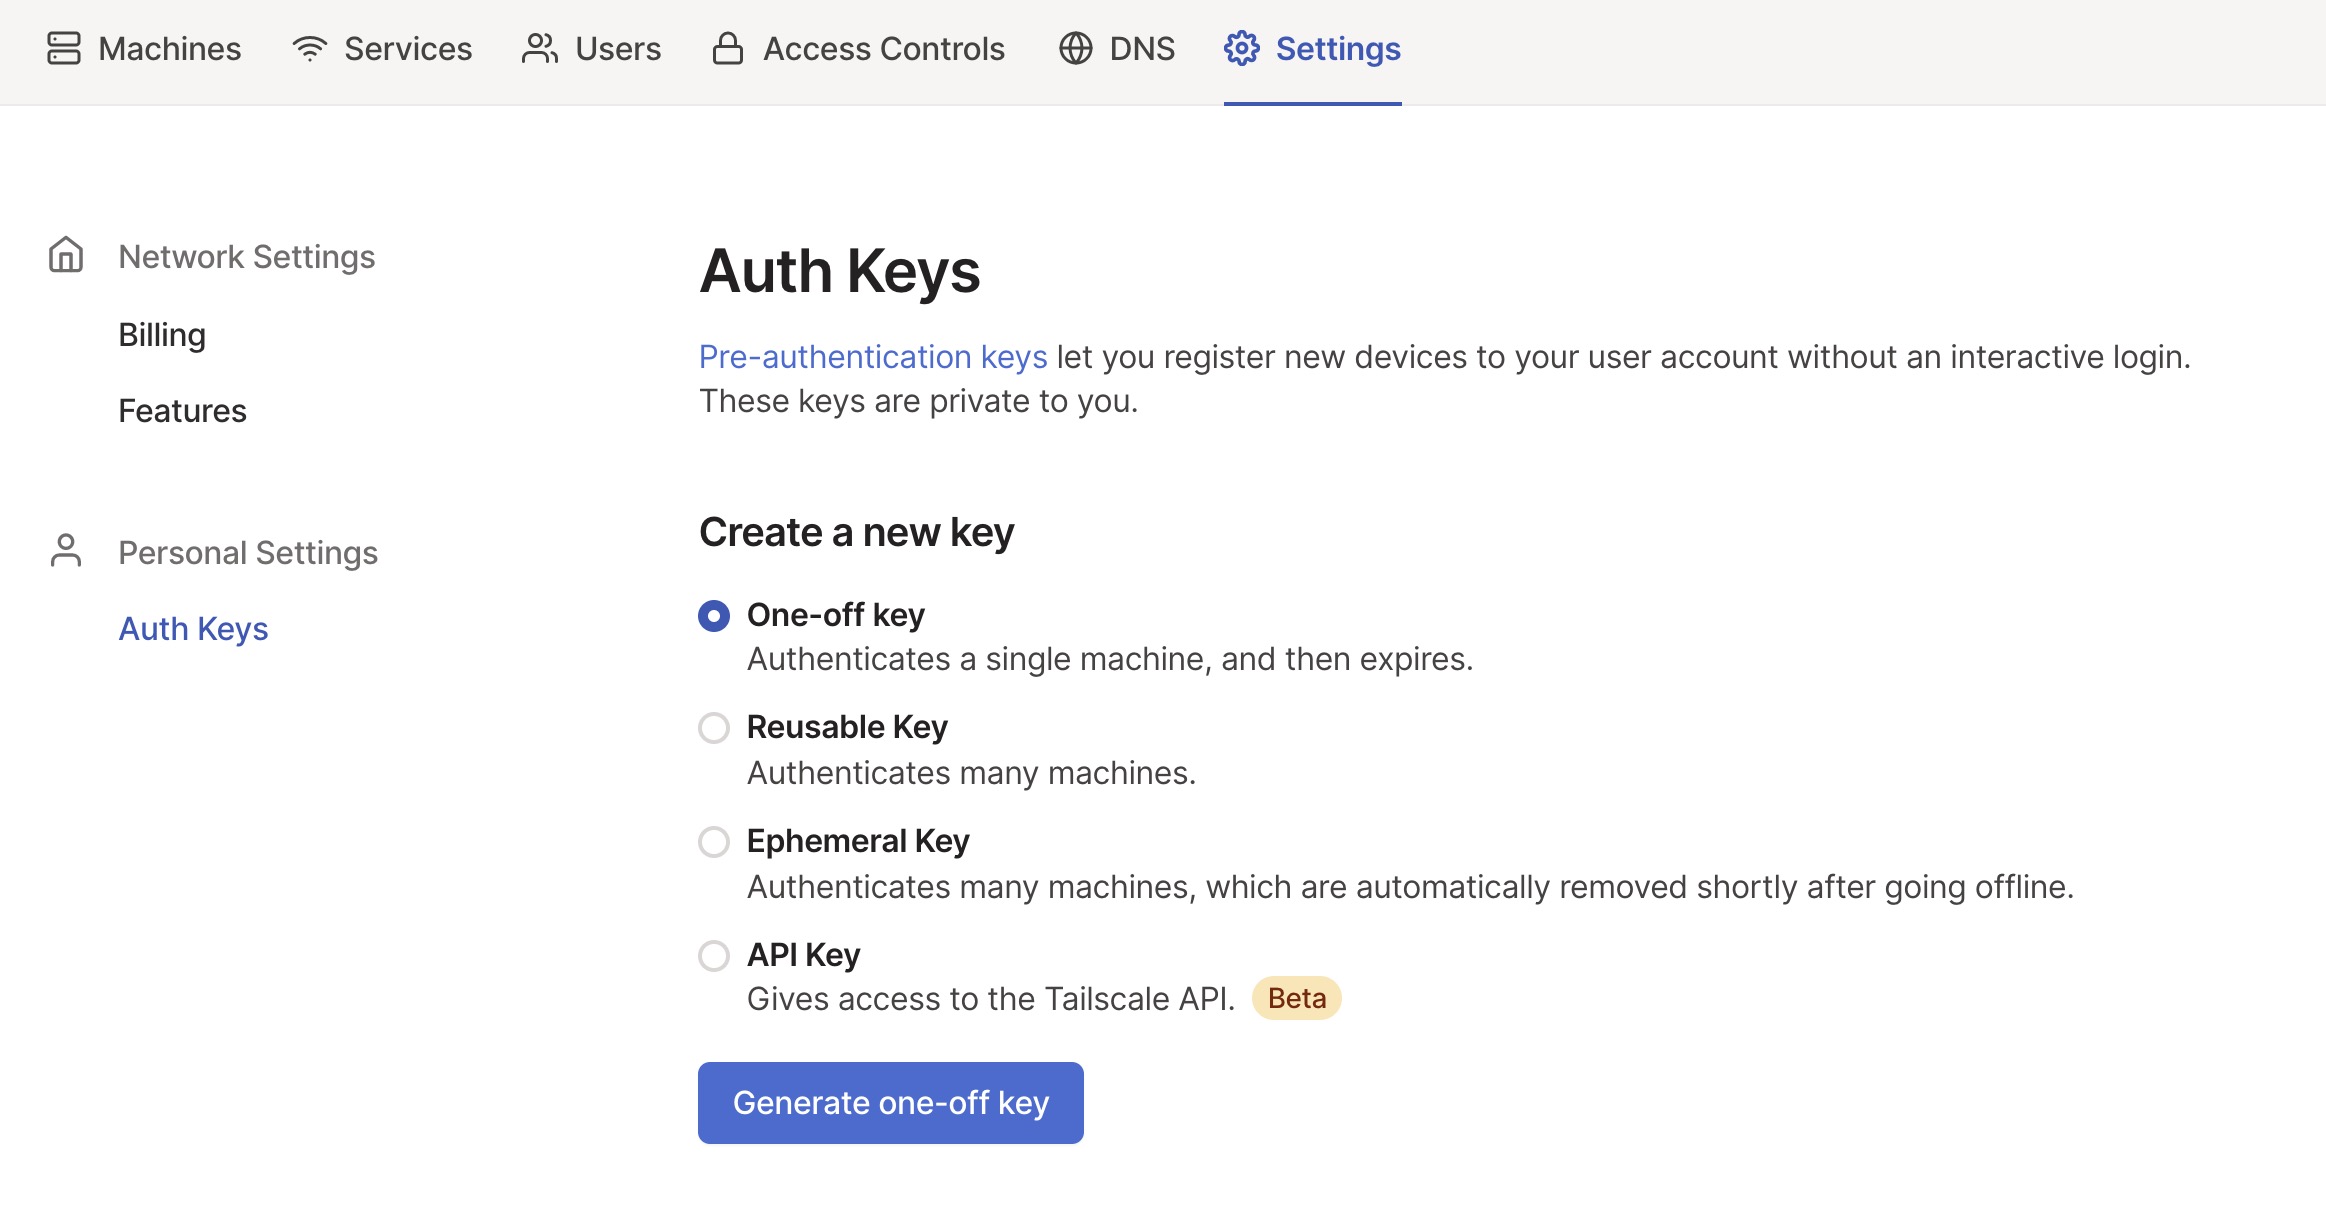 Machines Services Users Access Controls DNS Settings
Network Settings
Billing
Features
Personal Settings
Auth Keys
Auth Keys
Pre-authentication keys let you register new devices to your user account without an interactive login.
These keys are private to you.
Create a new key
One-off key
Authenticates a single machine, and then expires.
Reusable Key
Authenticates many machines.
Ephemeral Key
Authenticates many machines, which are automatically removed shortly after going offline.
API Key
Gives access to the Tailscale API. Beta
Generate one-off key